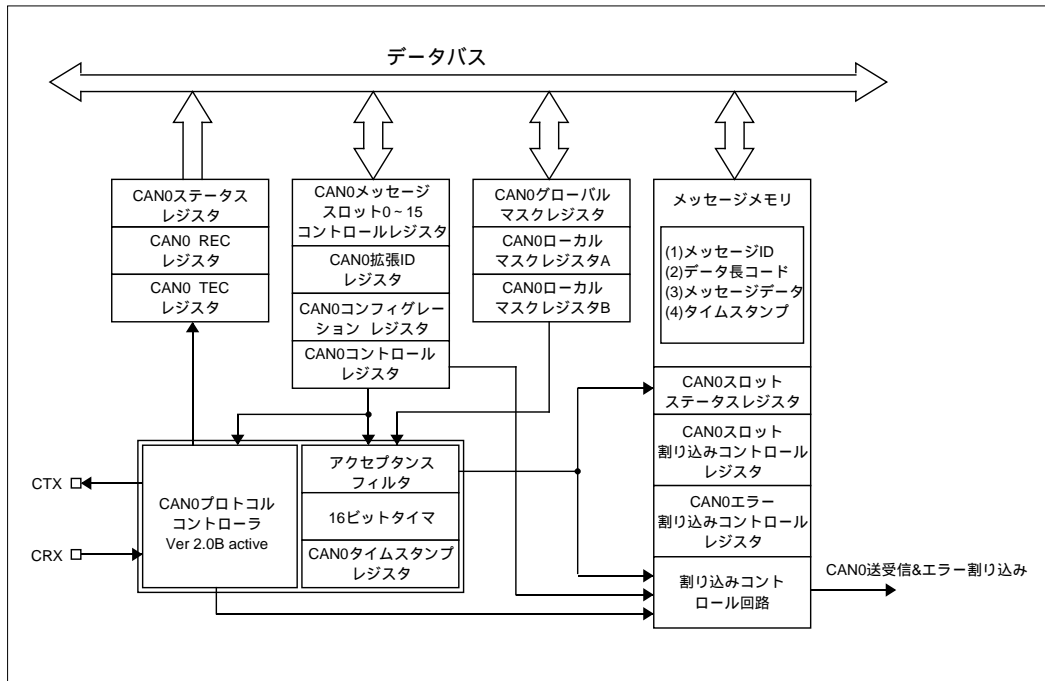 データバス
CAN0ステータス
レジスタ
CAN0 REC
レジスタ
CAN0 TEC
レジスタ
CAN0メッセージ
スロット0~15
コントロールレジスタ
CAN0拡張ID
レジスタ
CAN0コンフィグレー
ション レジスタ
CAN0コントロール
レジスタ
CAN0グローバル
マスクレジスタ
CAN0ローカル
マスクレジスタA
CAN0ローカル
マスクレジスタB
メッセージメモリ
(1)メッセージID
(2)データ長コード
(3)メッセージデータ
(4)タイムスタンプ
CAN0スロット
ステータスレジスタ
CAN0スロット
割り込みコントロール
レジスタ
CAN0エラー
割り込みコントロール
レジスタ
割り込みコント
ロール回路
CAN0送受信&エラー割り込み
CTX
CRX
CAN0プロトコル
コントローラ
Ver 2.0B active
アクセプタンス
フィルタ
16ビットタイマ
CAN0タイムスタンプ
レジスタ